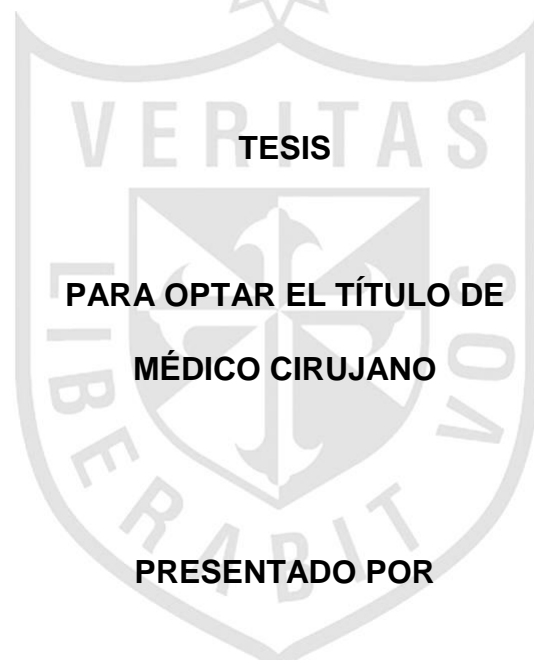 VERITAS
TESIS
PARA OPTAR EL TÍTULO DE
MÉDICO CIRUJANO
LIBERABIT VOS
PRESENTADO POR